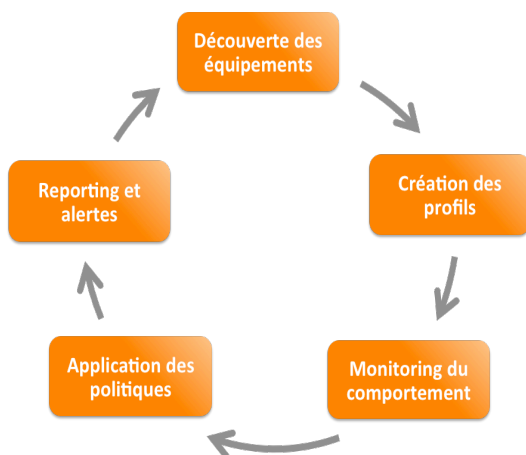 Découverte des
équipements
Création des
profils
Monitoring du
comportement
Application des
politiques
Reporting et
alertes